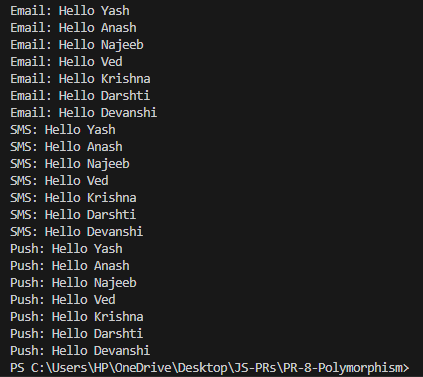 Email: Hello Yash
Email: Hello Anash
Email: Hello Najeeb
Email: Hello Ved
Email: Hello Krishna
Email: Hello Darshti
Email: Hello Devanshi
SMS: Hello Yash
SMS: Hello Anash
SMS: Hello Najeeb
SMS: Hello Ved
SMS: Hello Krishna
SMS: Hello Darshti
SMS: Hello Devanshi
Push: Hello Yash
Push: Hello Anash
Push: Hello Najeeb
Push: Hello Ved
Push: Hello Krishna
Push: Hello Darshti
Push: Hello Devanshi
PS C:\Users\HP\OneDrive\Desktop\JS-PRs\PR-8-Polymorphism>